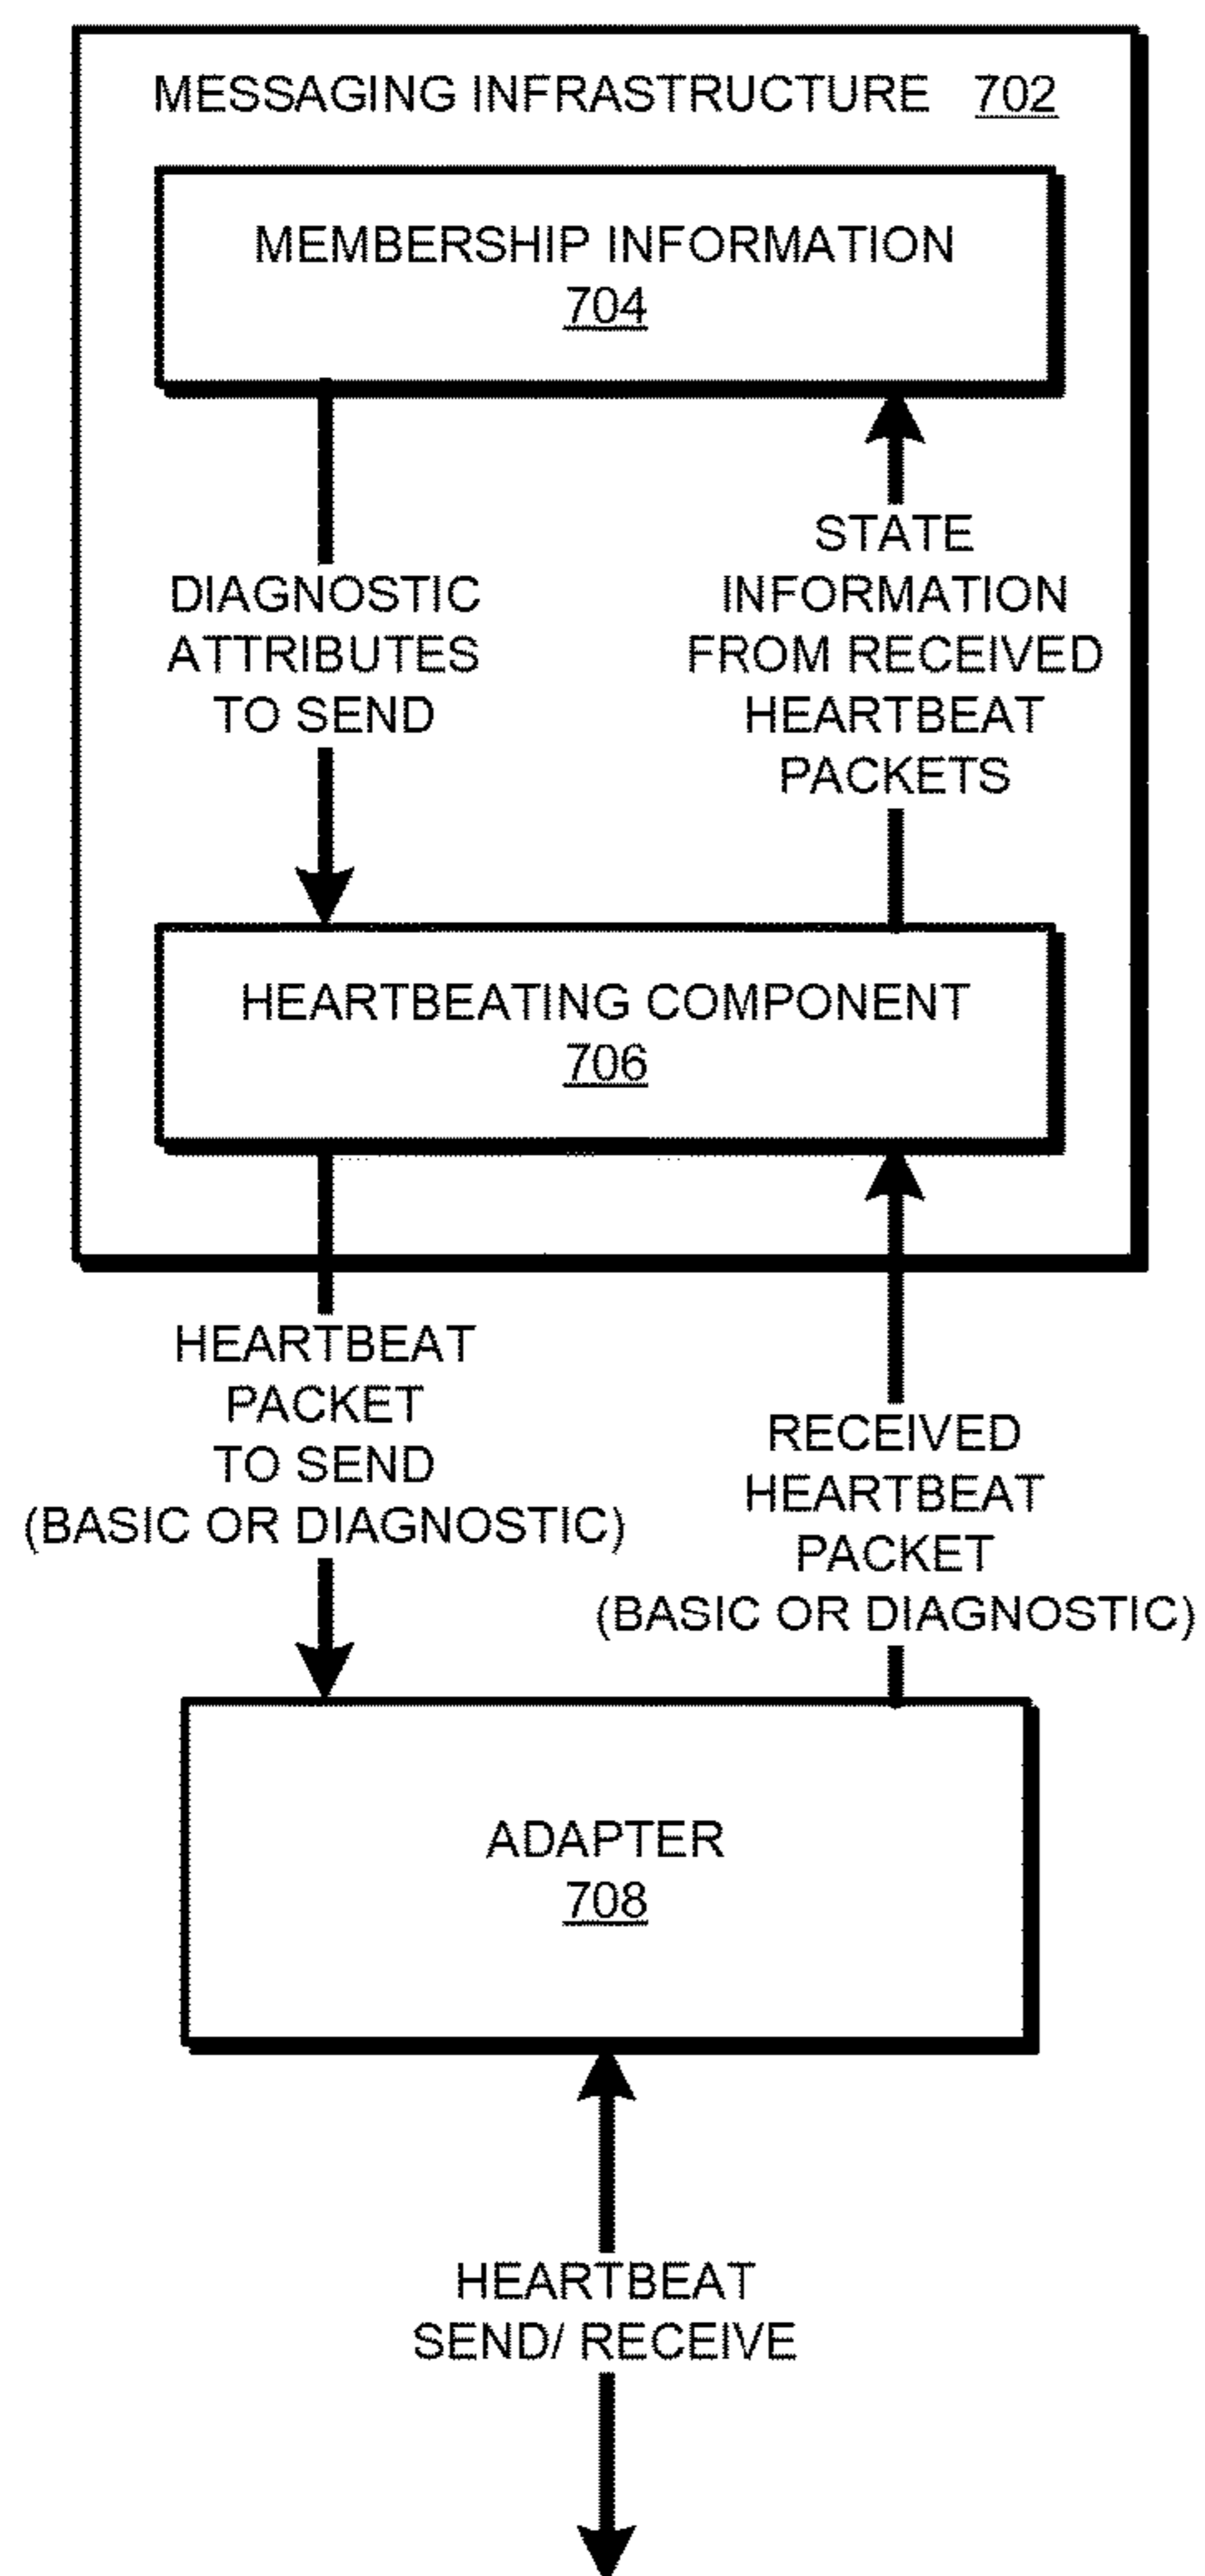 MESSAGING INFRASTRUCTURE 702
MEMBERSHIP INFORMATION
704
DIAGNOSTIC
ATTRIBUTES
TO SEND
STATE
INFORMATION
FROM RECEIVED
HEARTBEAT
PACKETS
HEARTBEATING COMPONENT
706
HEARTBEAT
PACKET
TO SEND
(BASIC OR DIAGNOSTIC)
RECEIVED
HEARTBEAT
PACKET
(BASIC OR DIAGNOSTIC)
ADAPTER
708
HEARTBEAT
SEND/ RECEIVE